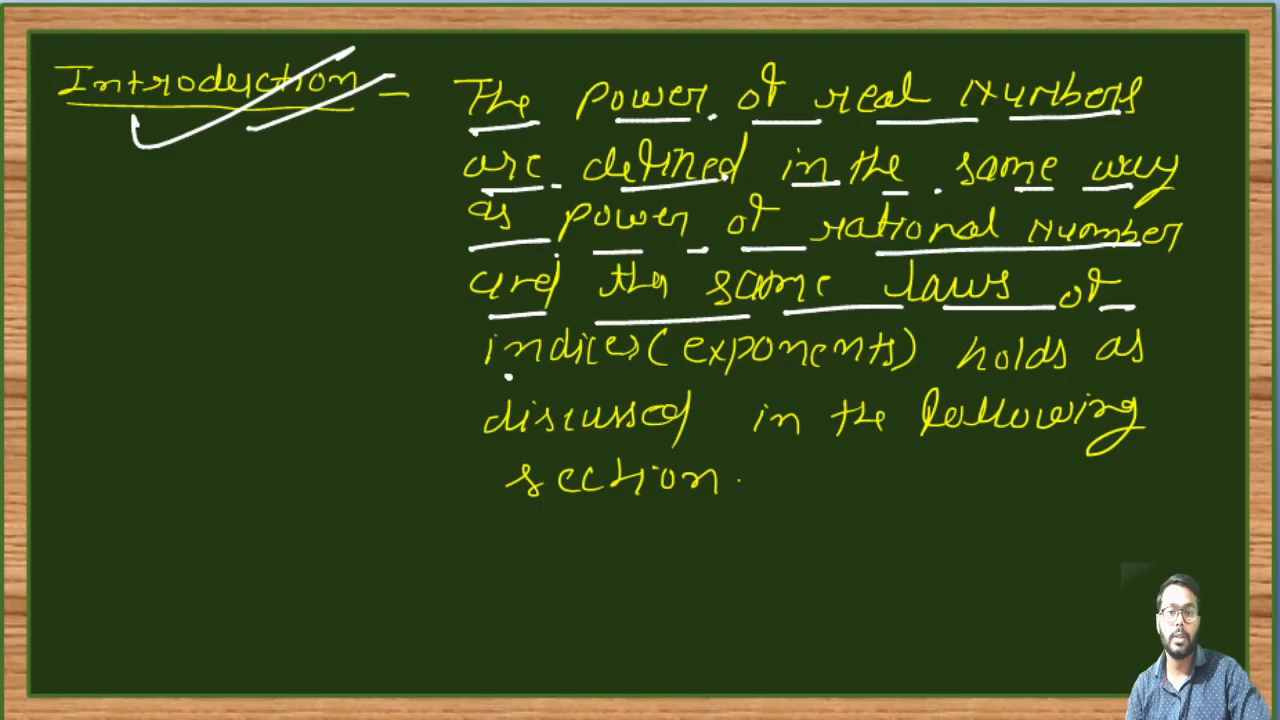 Introduction - The power of real Numbers
are defined in the same way
as power of rational Number
and the same laws of
indices(exponents) holds as
discussed in the following
section.